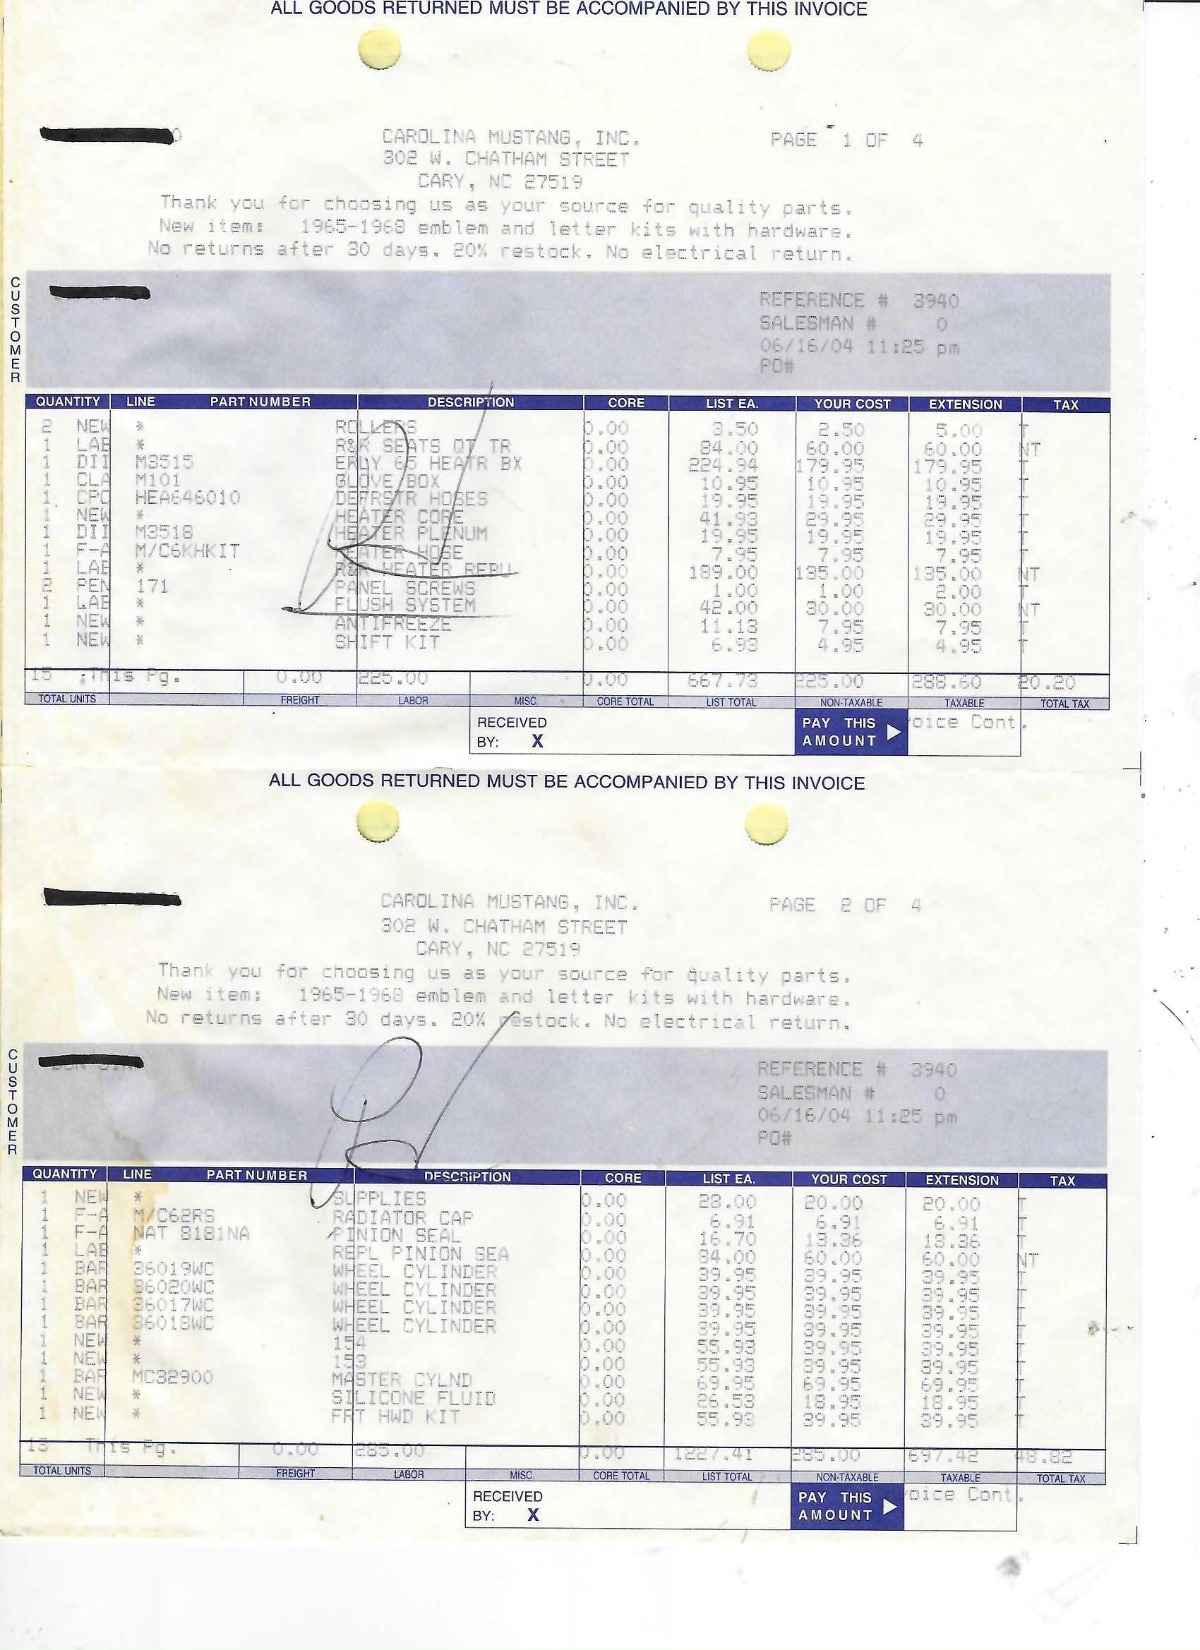 ALL GOODS RETURNED MUST BE ACCOMPANIED BY THIS INVOICE
CAROLINA MUSTANG, INC. PAGE 1 OF 4
302 W. CHATHAM STREET
CARY, NC 27519
Thank you for choosing us as your source for quality parts.
New item: 1965-1968 emblem and letter kits with hardware.
No returns after 30 days. 20% restock. No electrical return.
CUSTOMER
REFERENCE # 3940
SALESMAN # 0
06/16/04 11:25 pm
PO#
QUANTITY LINE PART NUMBER DESCRIPTION CORE LIST EA. YOUR COST EXTENSION TAX
2 NEW * ROLLERS 0.00 3.50 2.50 5.00 T
1 LAB * R&R SEATS QT TR 0.00 84.00 60.00 60.00 NT
1 DII M3515 ERLY 65 HEATR BX 0.00 224.94 179.95 179.95 T
1 CLA M101 GLOVE BOX 0.00 10.95 10.95 10.95 T
1 CPC HEA646010 DEFRSTR HOSES 0.00 19.95 19.95 19.95 T
1 NEW * HEATER CORE 0.00 41.93 29.95 29.95 T
1 DII M3518 HEATER PLENUM 0.00 19.95 19.95 19.95 T
1 F-A M/C6KHKIT HEATER HOSE 0.00 7.95 7.95 7.95 T
1 LAB * R&R HEATER REBU 0.00 189.00 135.00 135.00 NT
2 PEN 171 PANEL SCREWS 0.00 1.00 1.00 2.00 T
1 LAB * FLUSH SYSTEM 0.00 42.00 30.00 30.00 NT
1 NEW * ANTIFREEZE 0.00 11.13 7.95 7.95 T
1 NEW * SHIFT KIT 0.00 6.93 4.95 4.95 T
15 :This Pg. 0.00 225.00 0.00 667.73 225.00 288.60 20.20
TOTAL UNITS FREIGHT LABOR MISC CORE TOTAL LIST TOTAL NON-TAXABLE TAXABLE TOTAL TAX
RECEIVED PAY THIS oice Cont.
BY: X AMOUNT
ALL GOODS RETURNED MUST BE ACCOMPANIED BY THIS INVOICE
CAROLINA MUSTANG, INC. PAGE 2 OF 4
302 W. CHATHAM STREET
CARY, NC 27519
Thank you for choosing us as your source for quality parts.
New item: 1965-1968 emblem and letter kits with hardware.
No returns after 30 days. 20% restock. No electrical return.
CUSTOMER
REFERENCE # 3940
SALESMAN # 0
06/16/04 11:25 pm
PO#
QUANTITY LINE PART NUMBER DESCRIPTION CORE LIST EA. YOUR COST EXTENSION TAX
1 NEW * SUPPLIES 0.00 28.00 20.00 20.00 T
1 F-A M/C62RS RADIATOR CAP 0.00 6.91 6.91 6.91 T
1 F-A NAT 8181NA PINION SEAL 0.00 16.70 13.36 13.36 T
1 LAB * REPL PINION SEA 0.00 84.00 60.00 60.00 NT
1 BAR 36019WC WHEEL CYLINDER 0.00 39.95 39.95 39.95 T
1 BAR 36020WC WHEEL CYLINDER 0.00 39.95 39.95 39.95 T
1 BAR 36017WC WHEEL CYLINDER 0.00 39.95 39.95 39.95 T
1 BAR 36018WC WHEEL CYLINDER 0.00 39.95 39.95 39.95 T
1 NEW * 154 0.00 55.93 39.95 39.95 T
1 NEW * 153 0.00 55.93 39.95 39.95 T
1 BAR MC32900 MASTER CYLND 0.00 69.95 69.95 69.95 T
1 NEW * SILICONE FLUID 0.00 26.53 18.95 18.95 T
1 NEW * FRT HWD KIT 0.00 55.93 39.95 39.95 T
13 This Pg. 0.00 285.00 0.00 1227.41 285.00 697.42 48.82
TOTAL UNITS FREIGHT LABOR MISC CORE TOTAL LIST TOTAL NON-TAXABLE TAXABLE TOTAL TAX
RECEIVED PAY THIS oice Cont.
BY: X AMOUNT